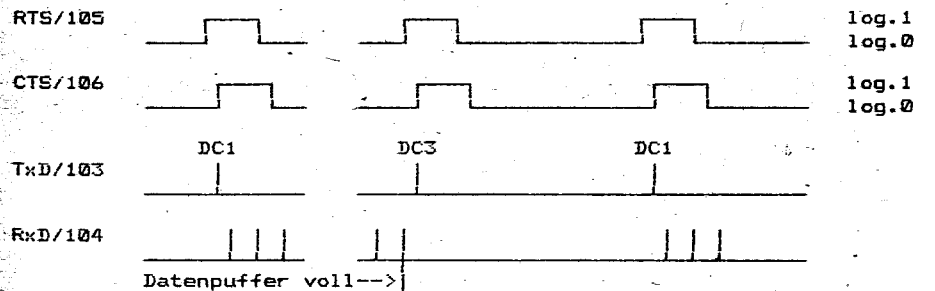 RTS/105 log.1
log.0
CTS/106 log.1
log.0
DC1 DC3 DC1
TxD/103
RxD/104
Datenpuffer voll-->